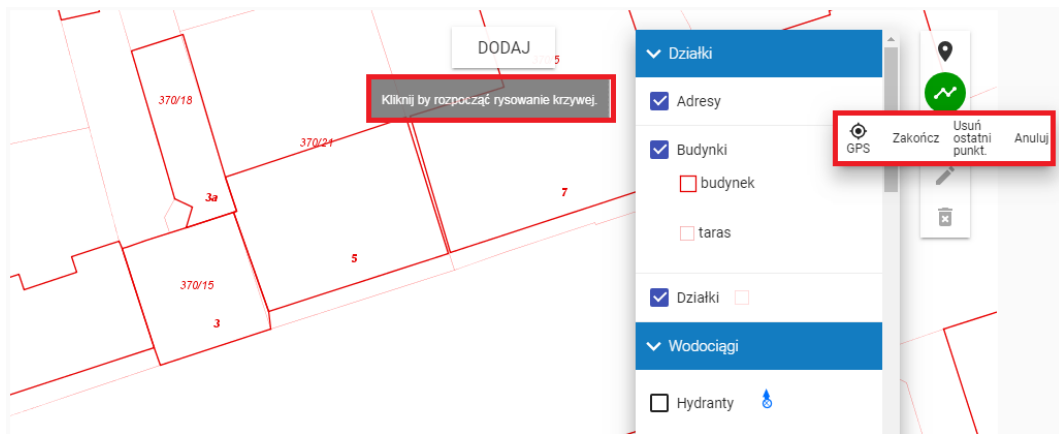 DODAJ
Kliknij by rozpocząć rysowanie krzywej.
370/18
370/21
3a
7
5
370/15
3
Działki
Adresy
Budynki
budynek
taras
Działki
Wodociągi
Hydranty
GPS
Zakończ
Usuń
ostatni
punkt.
Anuluj